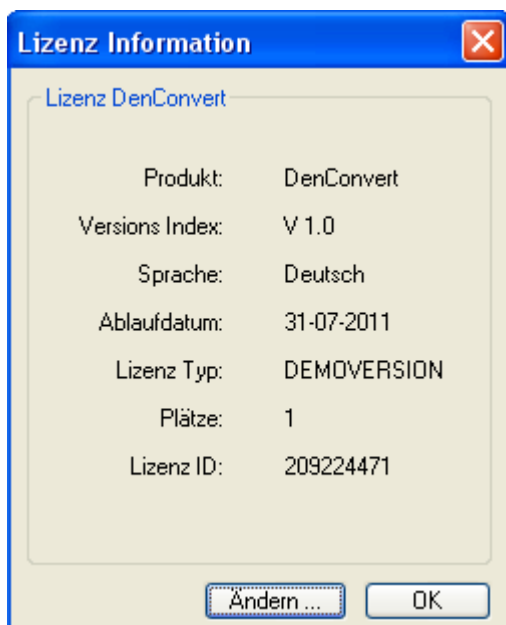 Lizenz Information
Lizenz DenConvert
Produkt: DenConvert
Versions Index: V 1.0
Sprache: Deutsch
Ablaufdatum: 31-07-2011
Lizenz Typ: DEMOVERSION
Plätze: 1
Lizenz ID: 209224471
Ändern ... OK